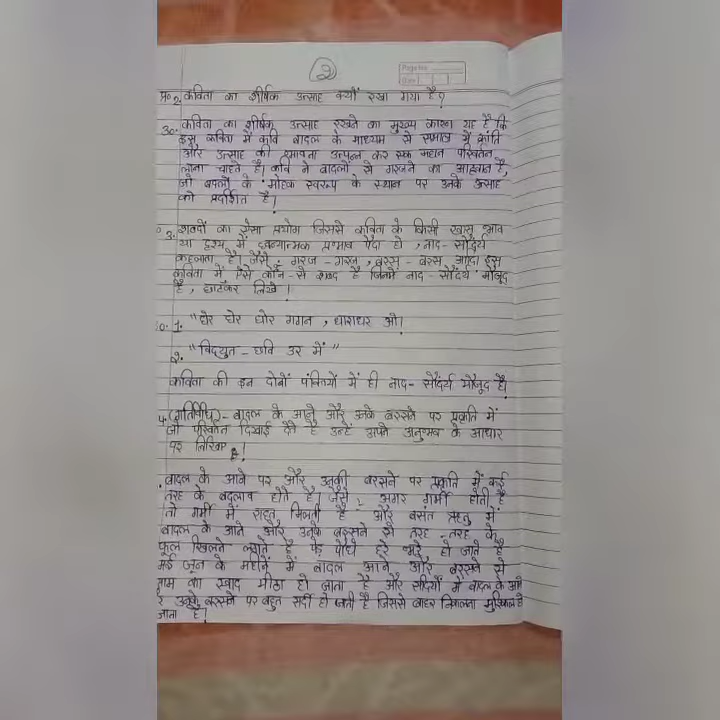 2
Page No.
Date
प्र० 2. कविता का शीर्षक उत्साह क्यों रखा गया है?
उ०. कविता का शीर्षक उत्साह रखने का मुख्य कारण यह है कि
इस कविता में कवि बादल के माध्यम से समाज में क्रांति
और उत्साह की भावना उत्पन्न कर एक महान परिवर्तन
लाना चाहते है। कवि ने बादलों से गरजने का आह्वान है,
जो बादलों के मोहक स्वरूप के स्थान पर उनके उत्साह
को प्रदर्शित है।
3. शब्दों का ऐसा प्रयोग जिससे कविता के किसी खास भाव
या दृश्य में ध्वन्यात्मक प्रभाव पैदा हो, नाद-सौंदर्य
कहलाता है। जैसे:- गरज-गरज, बरस-बरस आदि। इस
कविता में ऐसे कौन-से शब्द है जिनमें नाद-सौंदर्य मौजूद
है, छाटकर लिखें।
1. "घेर घेर घोर गगन, धाराधर ओ।
2. "विद्युत-छवि उर में"
कविता की इन दोनों पंक्तियों में ही नाद-सौंदर्य मौजूद है।
4. (गतिविधि)- बादल के आने और उनके बरसने पर प्रकृति में
जो परिवर्तन दिखाई देते है उन्हें अपने अनुभव के आधार
पर लिखिए।
बादल के आने पर और उनकी बरसने पर प्रकृति में कई
तरह के बदलाव होते है। जैसे:- अगर गर्मी होती है
तो गर्मी में राहत मिलती है और बसंत ऋतु में
बादल के आने और उनके बरसने से तरह-तरह के
फूल खिलने लगते है पेड़ पौधे हरे भरे हो जाते है
मई जून के महीने में बादल आने और बरसने से
आम का स्वाद मीठा हो जाता है और सर्दियों में बादल के आने
उनके बरसने पर बहुत सर्दी हो जाती है जिससे बाहर निकलना मुश्किल हो
जाता है।